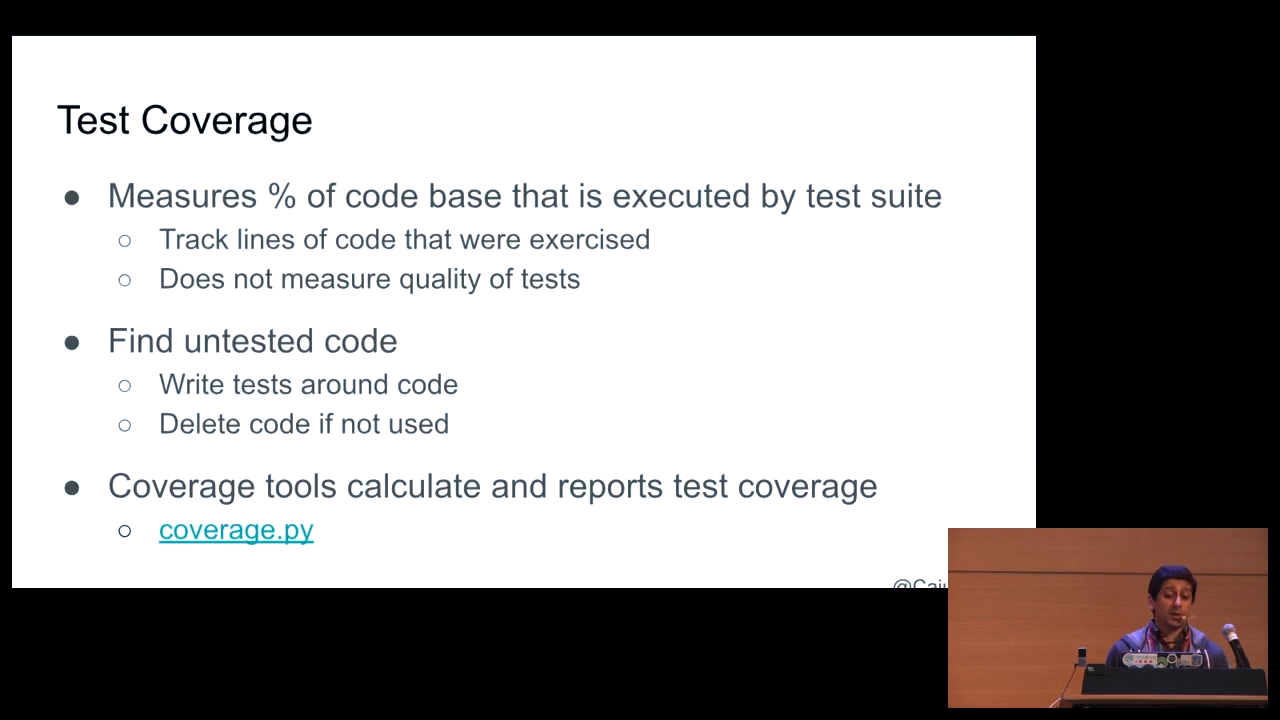 Test Coverage
● Measures % of code base that is executed by test suite
○ Track lines of code that were exercised
○ Does not measure quality of tests
● Find untested code
○ Write tests around code
○ Delete code if not used
● Coverage tools calculate and reports test coverage
○ coverage.py